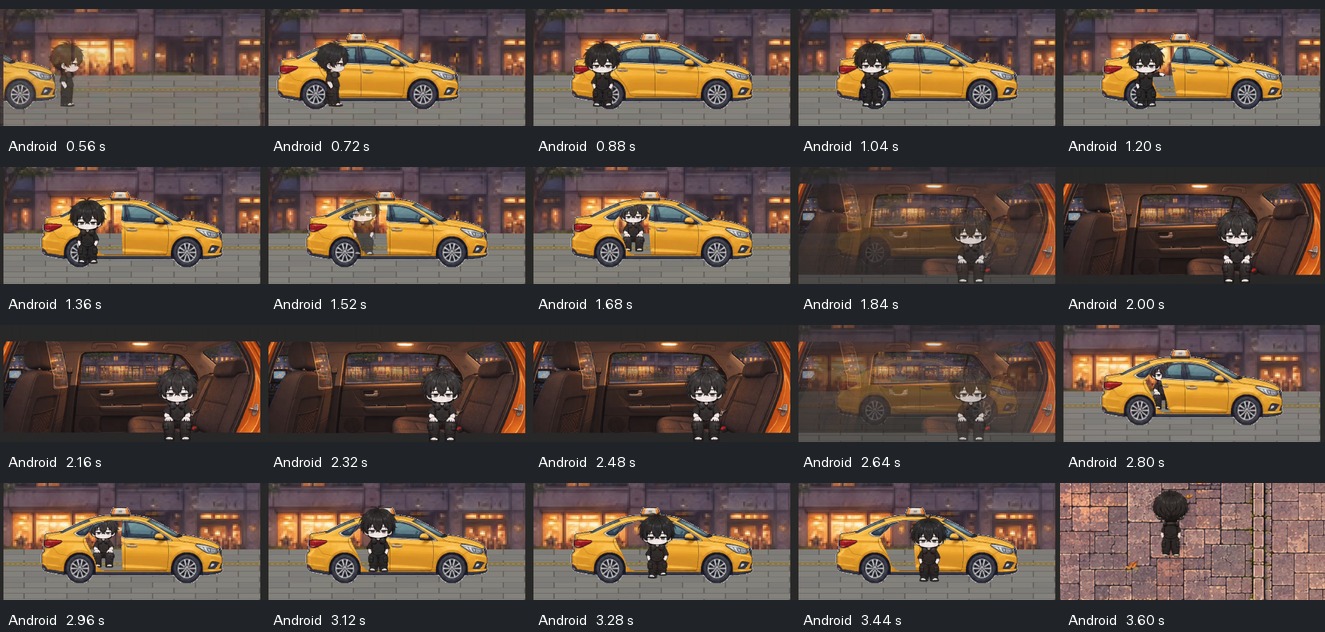 Android 0.56 s
Android 0.72 s
Android 0.88 s
Android 1.04 s
Android 1.20 s
Android 1.36 s
Android 1.52 s
Android 1.68 s
Android 1.84 s
Android 2.00 s
Android 2.16 s
Android 2.32 s
Android 2.48 s
Android 2.64 s
Android 2.80 s
Android 2.96 s
Android 3.12 s
Android 3.28 s
Android 3.44 s
Android 3.60 s